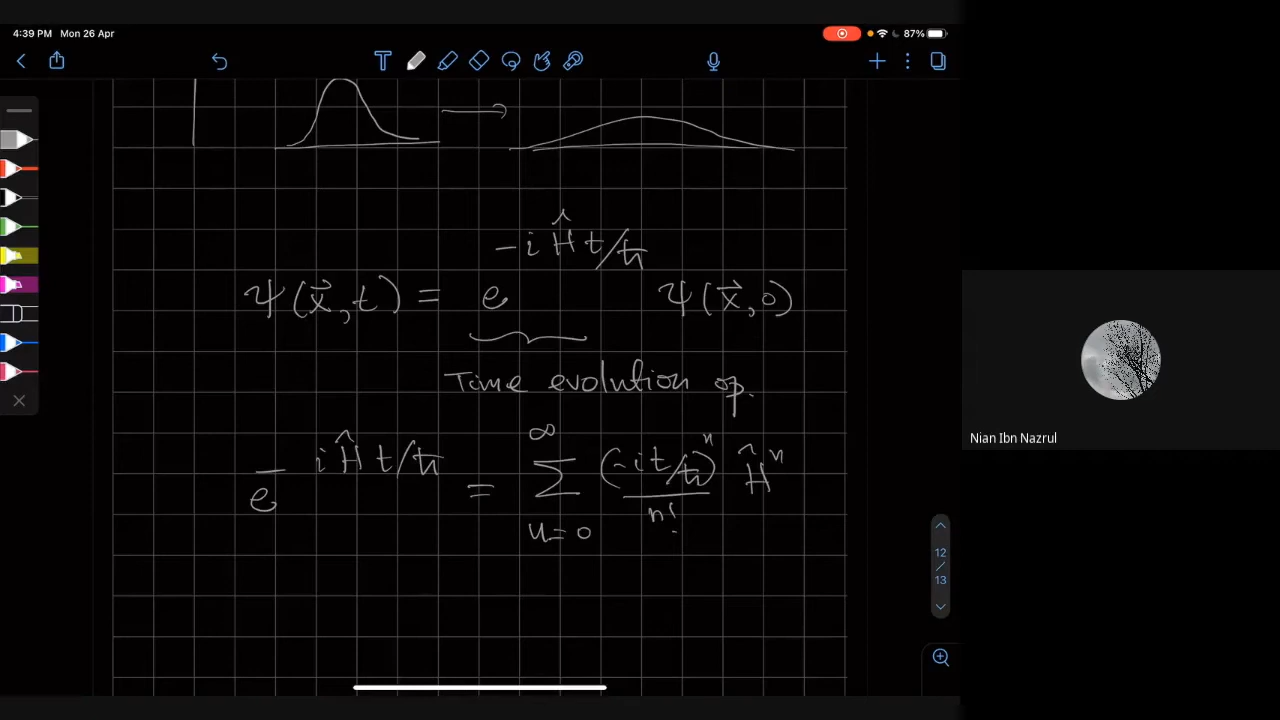 4:39 PM Mon 26 Apr
87%
T
Ψ(x⃗,t) = e^{-iĤt/ħ} Ψ(x⃗,0)
Time evolution op.
e^{-iĤt/ħ} = ∑_{n=0}^{∞} (-it/ħ)^n / n! Ĥ^n
12
/
13
Nian Ibn Nazrul